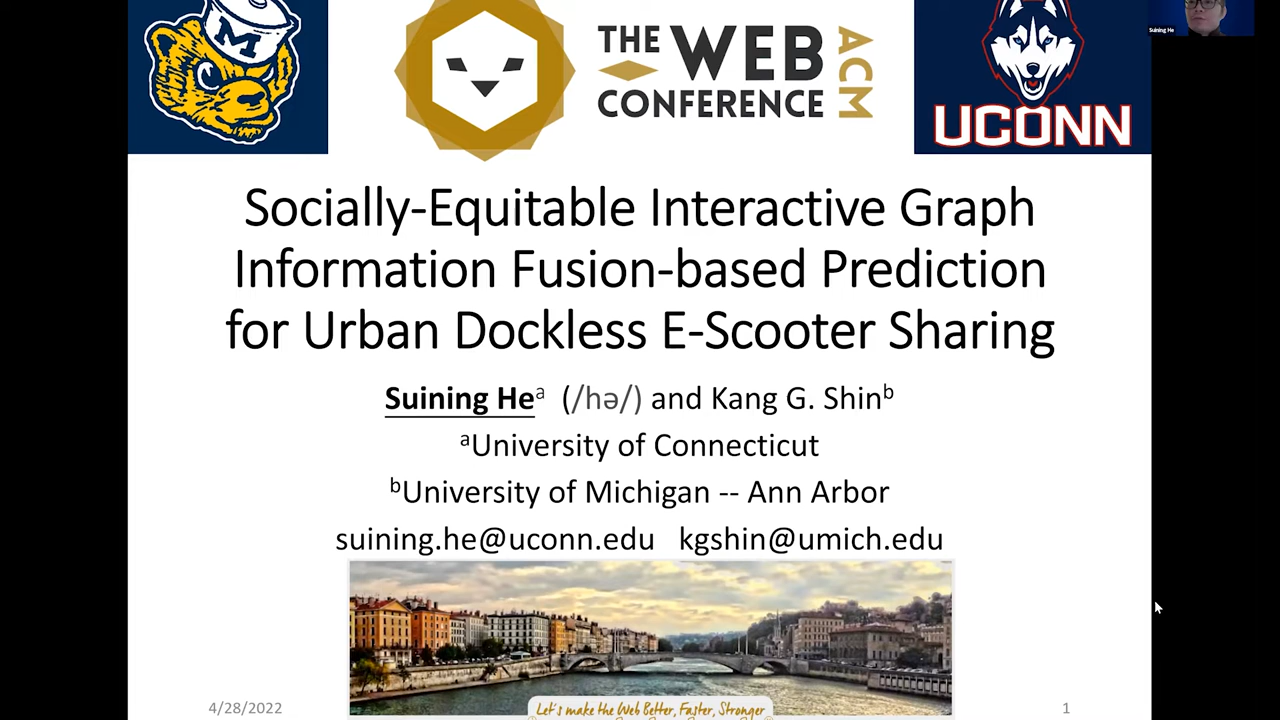 M
THE WEB
CONFERENCE
ACM
UCONN
Suining He
Socially-Equitable Interactive Graph
Information Fusion-based Prediction
for Urban Dockless E-Scooter Sharing
Suining Heᵃ (/hə/) and Kang G. Shinᵇ
ᵃUniversity of Connecticut
ᵇUniversity of Michigan -- Ann Arbor
suining.he@uconn.edu kgshin@umich.edu
Let's make the Web Better, Faster, Stronger
4/28/2022
1